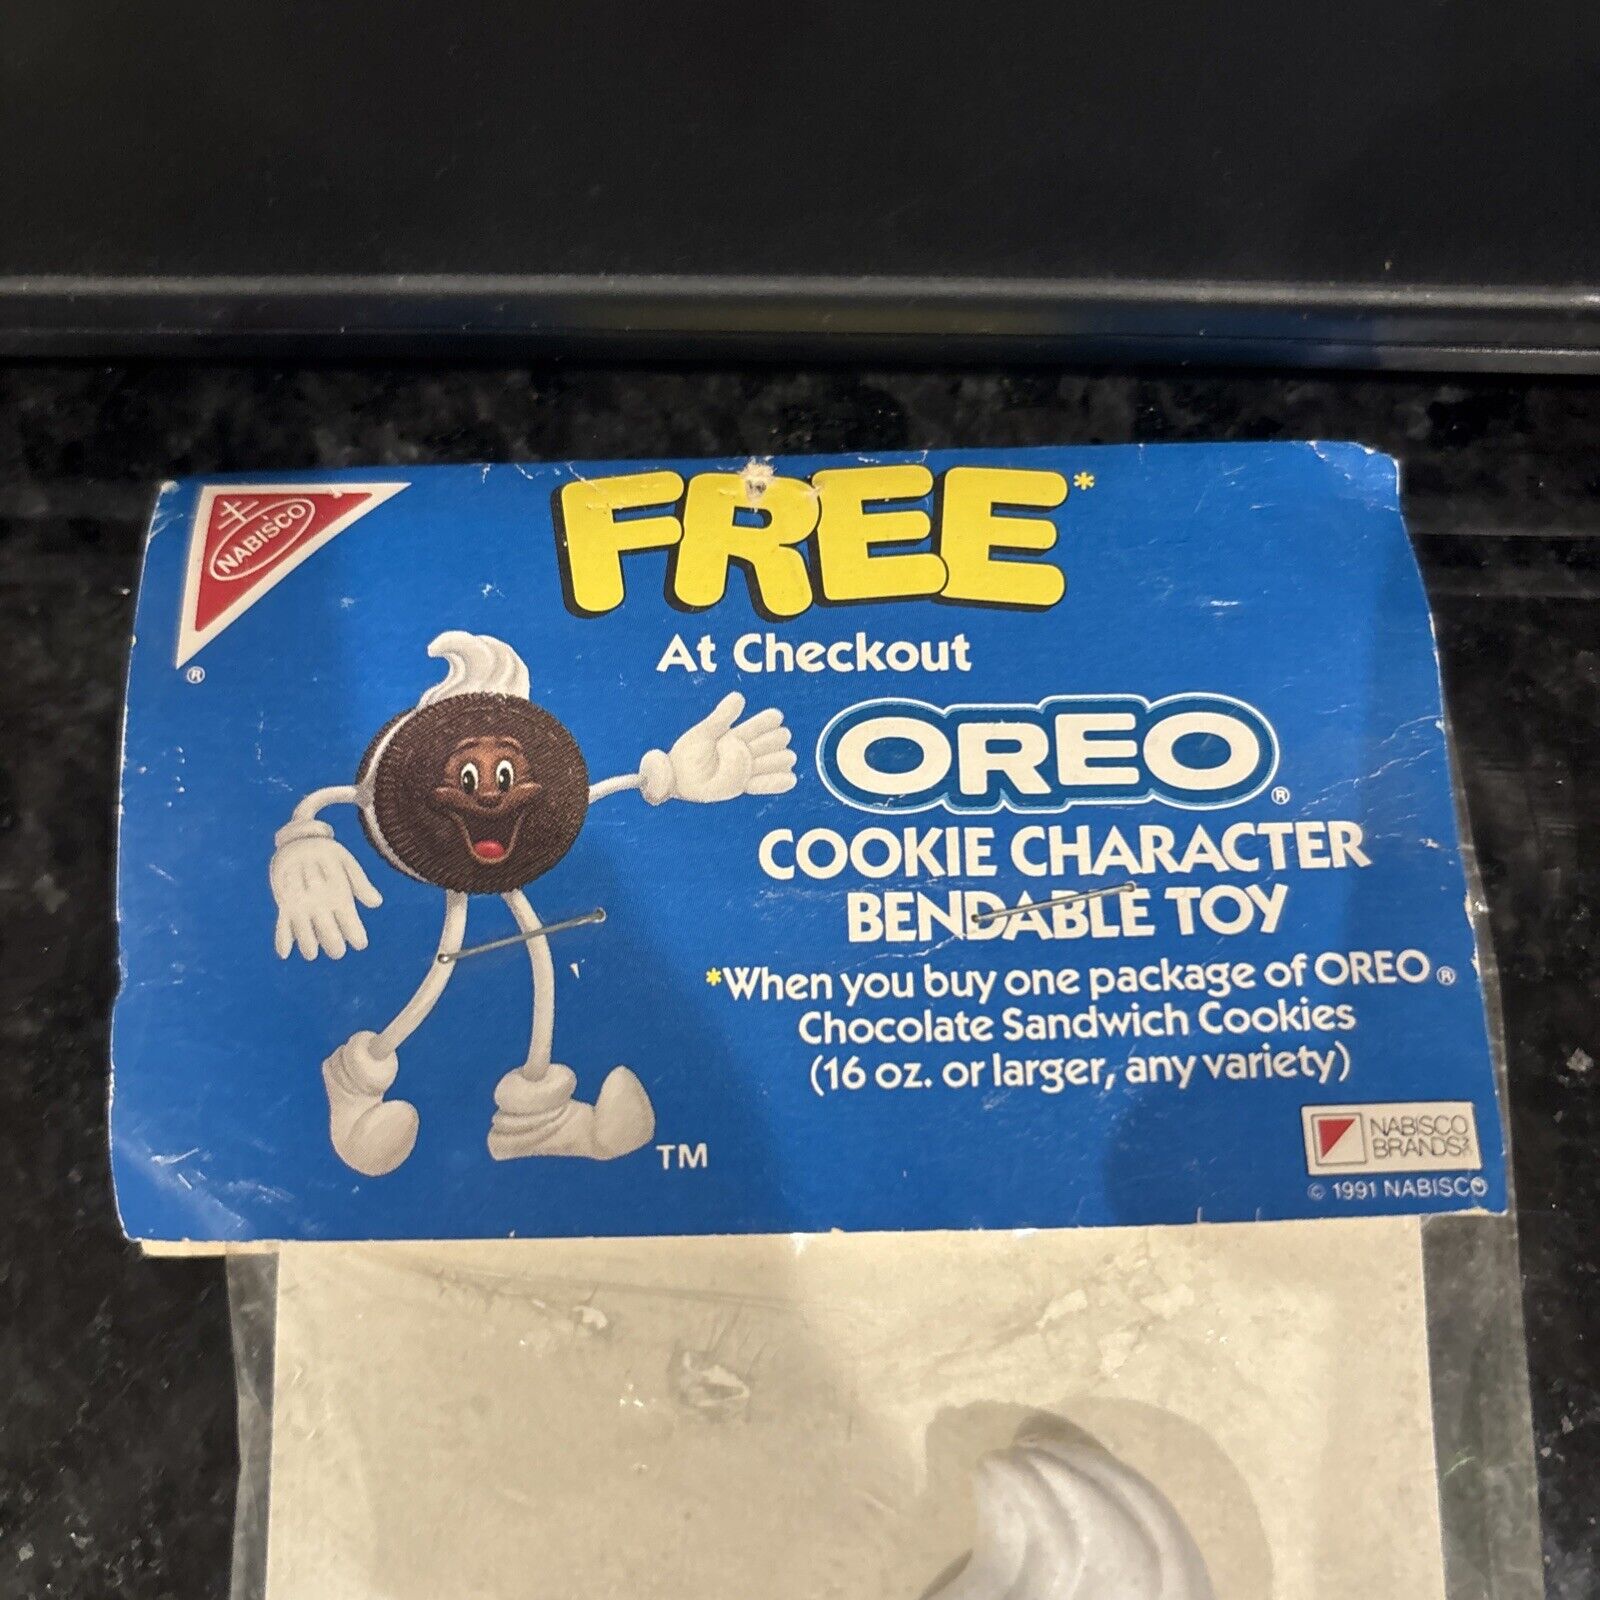 NABISCO
®
FREE*
At Checkout
OREO®
COOKIE CHARACTER
BENDABLE TOY
*When you buy one package of OREO®
Chocolate Sandwich Cookies
(16 oz. or larger, any variety)
TM
NABISCO
BRANDS
© 1991 NABISCO